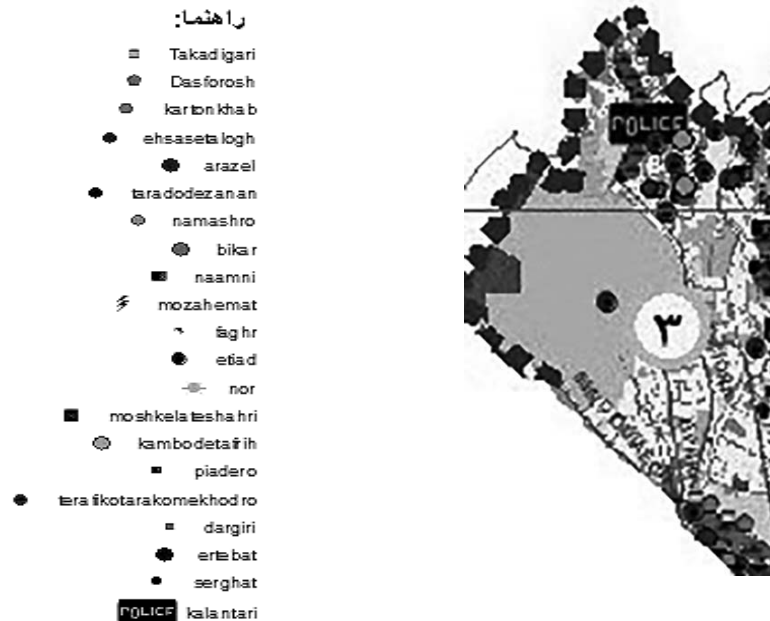 راهنما:
Takadigari
Dasforosh
kartonkhab
ehsasetalogh
arazel
taradodezanan
namashro
bikar
naamni
mozahemat
faghr
etiad
nor
moshkelateshahri
kambodetafrih
piadero
terafikotarakomekhodro
dargiri
ertebat
serghat
POLICE kalantari
POLICE
۳